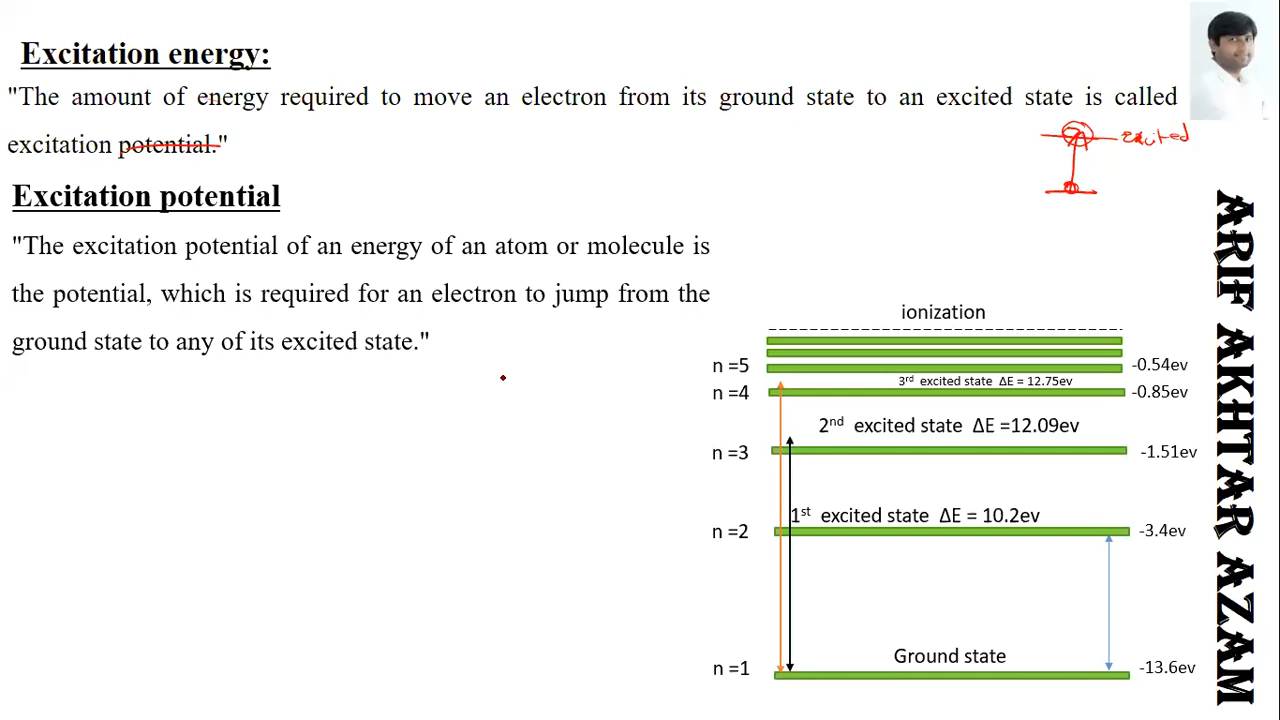 Excitation energy:
"The amount of energy required to move an electron from its ground state to an excited state is called
excitation potential."
excited
Excitation potential
"The excitation potential of an energy of an atom or molecule is
the potential, which is required for an electron to jump from the
ground state to any of its excited state."
ionization
n =5 -0.54ev
3rd excited state ΔE = 12.75ev
n =4 -0.85ev
2nd excited state ΔE =12.09ev
n =3 -1.51ev
1st excited state ΔE = 10.2ev
n =2 -3.4ev
Ground state
n =1 -13.6ev
ARIF AKHTAR AZAM